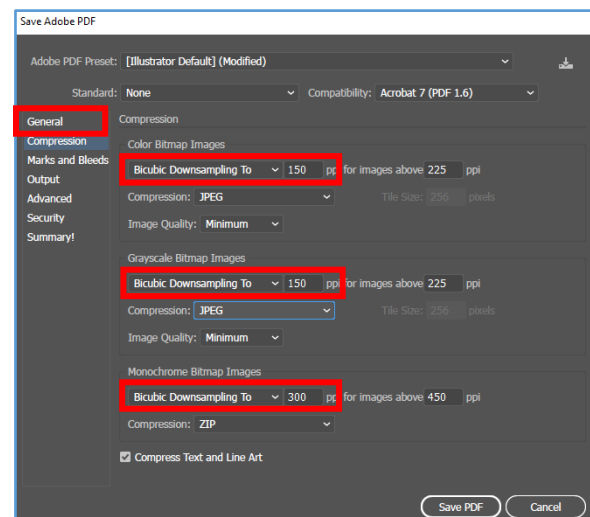 Save Adobe PDF
Adobe PDF Preset: [Illustrator Default] (Modified)
Standard: None Compatibility: Acrobat 7 (PDF 1.6)
General
Compression
Marks and Bleeds
Output
Advanced
Security
Summary!
Compression
Color Bitmap Images
Bicubic Downsampling To 150 ppi for images above 225 ppi
Compression: JPEG Tile Size: 256 pixels
Image Quality: Minimum
Grayscale Bitmap Images
Bicubic Downsampling To 150 ppi for images above 225 ppi
Compression: JPEG Tile Size: 256 pixels
Image Quality: Minimum
Monochrome Bitmap Images
Bicubic Downsampling To 300 ppi for images above 450 ppi
Compression: ZIP
Compress Text and Line Art
Save PDF Cancel